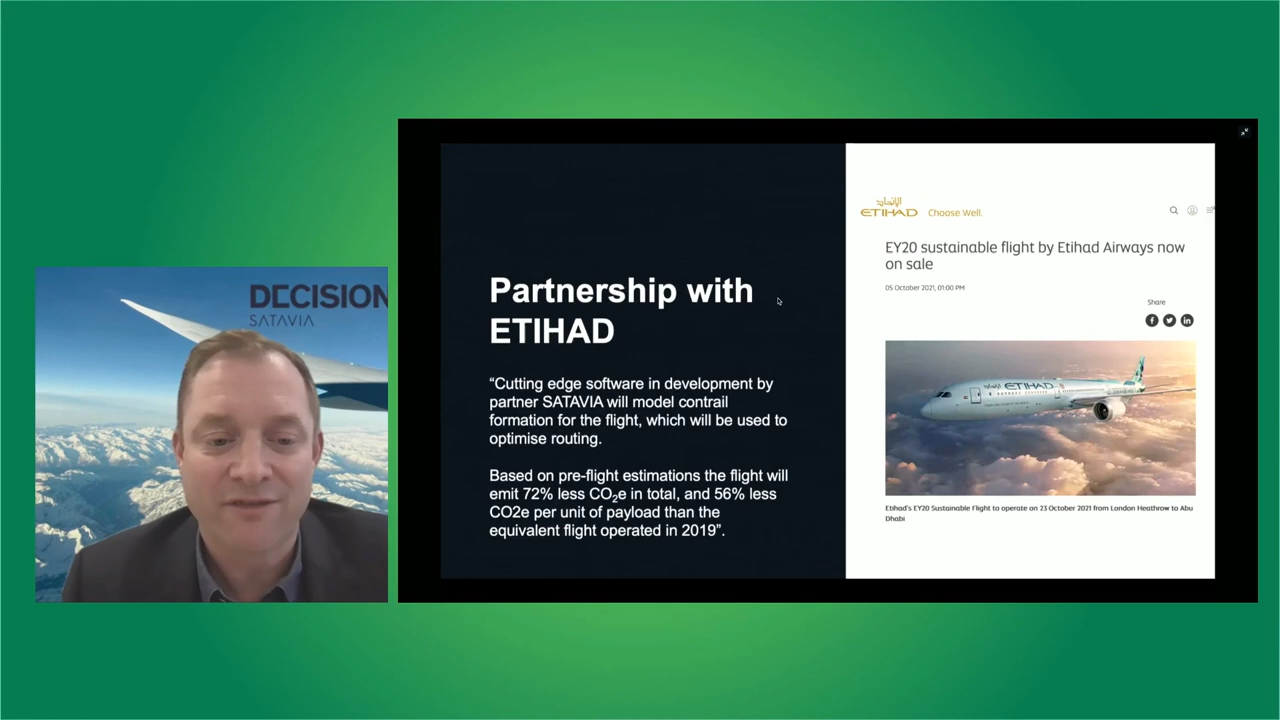 DECISION
SATAVIA
Partnership with
ETIHAD
“Cutting edge software in development by
partner SATAVIA will model contrail
formation for the flight, which will be used to
optimise routing.
Based on pre-flight estimations the flight will
emit 72% less CO₂e in total, and 56% less
CO2e per unit of payload than the
equivalent flight operated in 2019”.
الإتحاد
ETIHAD
Choose Well.
EY20 sustainable flight by Etihad Airways now
on sale
05 October 2021, 01:00 PM
Share
ETIHAD
Etihad's EY20 Sustainable Flight to operate on 23 October 2021 from London Heathrow to Abu
Dhabi